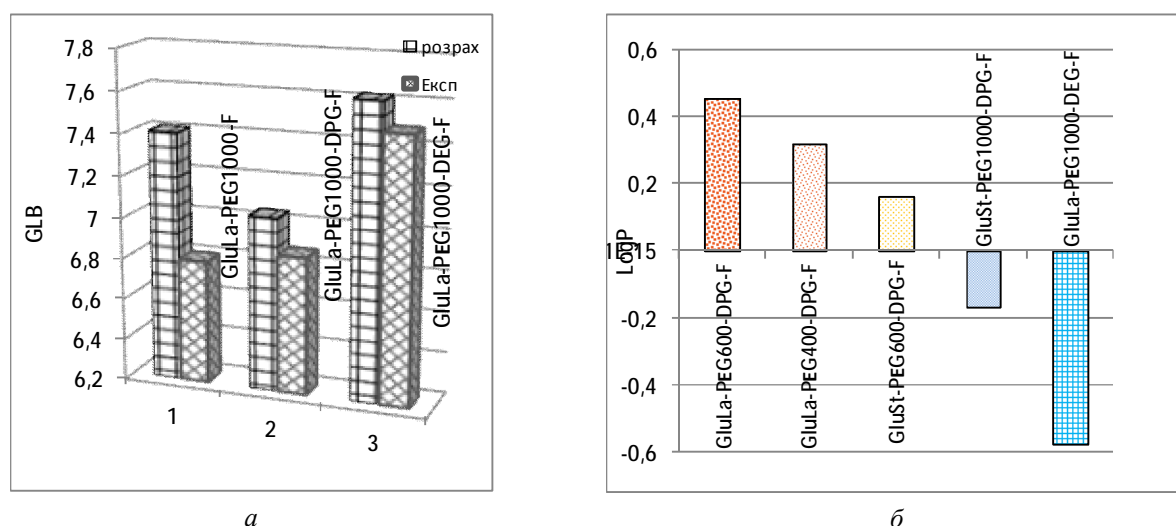 7,8
7,6
7,4
7,2
7
6,8
6,6
6,4
6,2
GLB
розрах
Експ
GluLa-PEG1000-F
GluLa-PEG1000-DPG-F
GluLa-PEG1000-DEG-F
1
2
3
а
0,6
0,4
0,2
-0,2
-0,4
-0,6
LogP
GluLa-PEG600-DPG-F
GluLa-PEG400-DPG-F
GluSt-PEG600-DPG-F
GluSt-PEG1000-DPG-F
GluLa-PEG1000-DEG-F
б